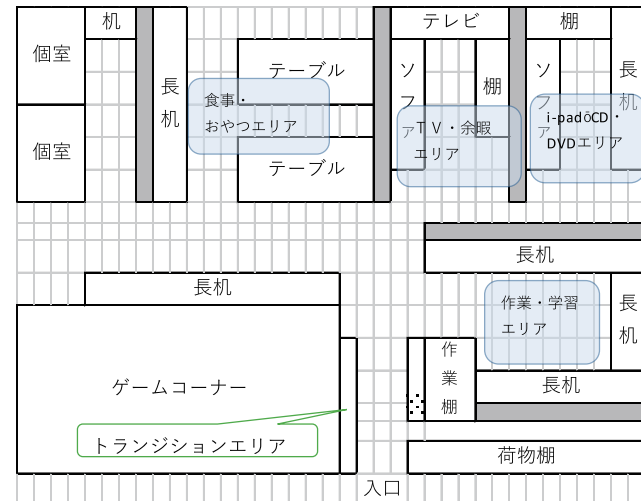 机
テレビ
棚
個室
長机
テーブル
ソファ
棚
ソファ
長机
食事・
おやつエリア
ＴＶ・余暇
エリア
i-padōCD・
DVDエリア
個室
テーブル
長机
長机
作業・学習
エリア
長机
作業棚
長机
ゲームコーナー
トランジションエリア
荷物棚
入口